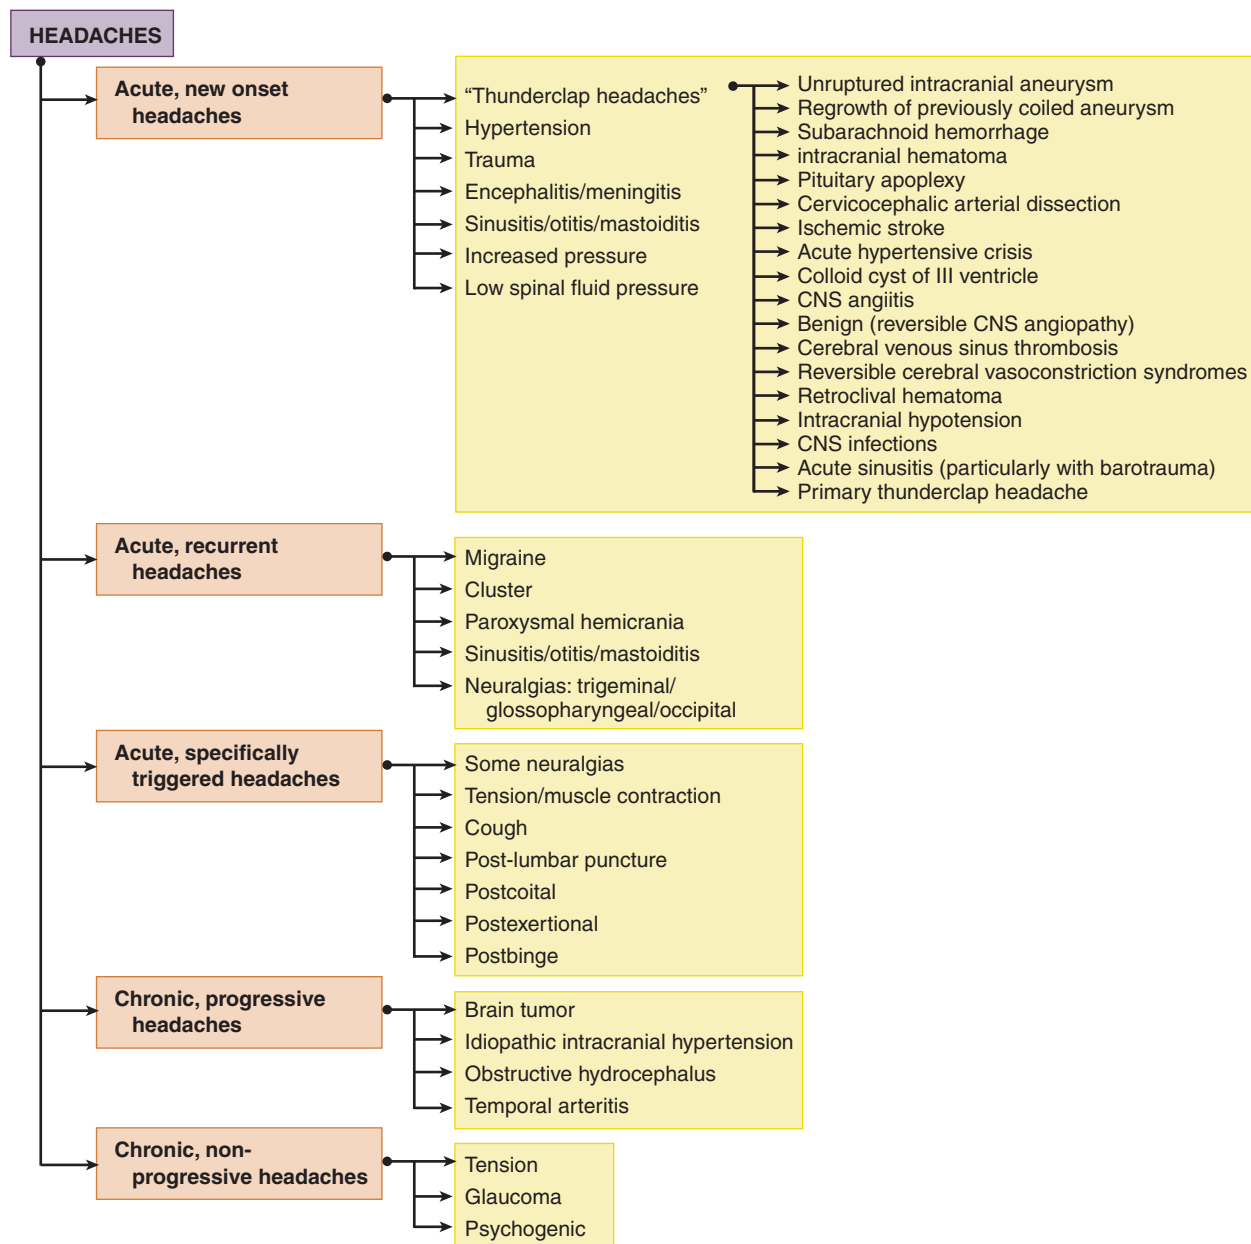 HEADACHES
Acute, new onset
headaches
“Thunderclap headaches”
Hypertension
Trauma
Encephalitis/meningitis
Sinusitis/otitis/mastoiditis
Increased pressure
Low spinal fluid pressure
Unruptured intracranial aneurysm
Regrowth of previously coiled aneurysm
Subarachnoid hemorrhage
intracranial hematoma
Pituitary apoplexy
Cervicocephalic arterial dissection
Ischemic stroke
Acute hypertensive crisis
Colloid cyst of III ventricle
CNS angiitis
Benign (reversible CNS angiopathy)
Cerebral venous sinus thrombosis
Reversible cerebral vasoconstriction syndromes
Retroclival hematoma
Intracranial hypotension
CNS infections
Acute sinusitis (particularly with barotrauma)
Primary thunderclap headache
Acute, recurrent
headaches
Migraine
Cluster
Paroxysmal hemicrania
Sinusitis/otitis/mastoiditis
Neuralgias: trigeminal/
glossopharyngeal/occipital
Acute, specifically
triggered headaches
Some neuralgias
Tension/muscle contraction
Cough
Post-lumbar puncture
Postcoital
Postexertional
Postbinge
Chronic, progressive
headaches
Brain tumor
Idiopathic intracranial hypertension
Obstructive hydrocephalus
Temporal arteritis
Chronic, non-
progressive headaches
Tension
Glaucoma
Psychogenic